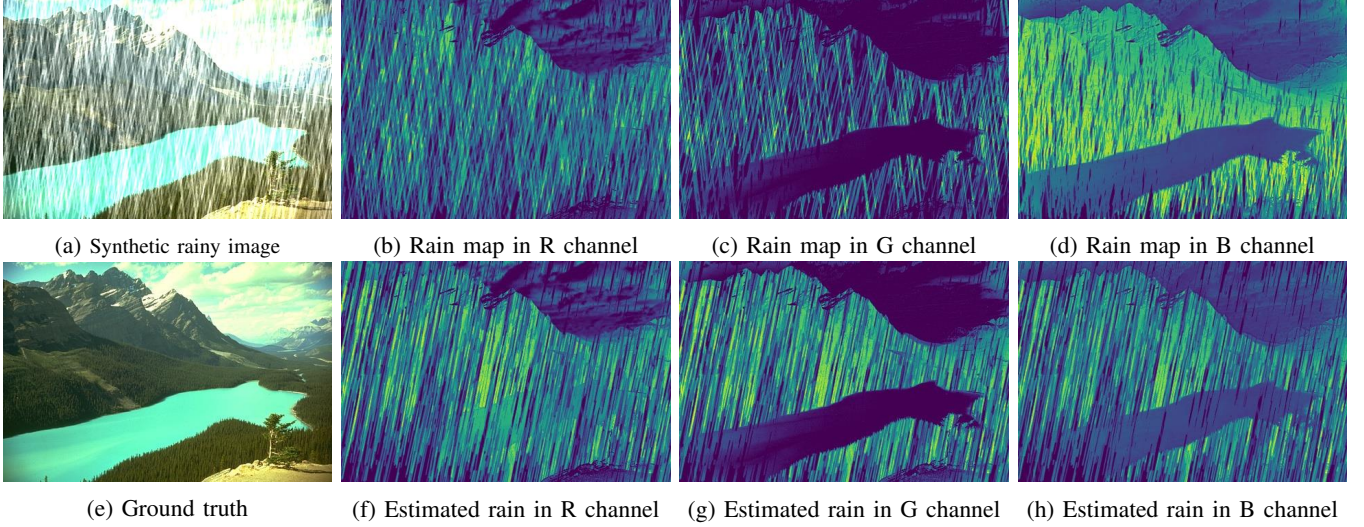 (a) Synthetic rainy image
(b) Rain map in R channel
(c) Rain map in G channel
(d) Rain map in B channel
(e) Ground truth
(f) Estimated rain in R channel
(g) Estimated rain in G channel
(h) Estimated rain in B channel